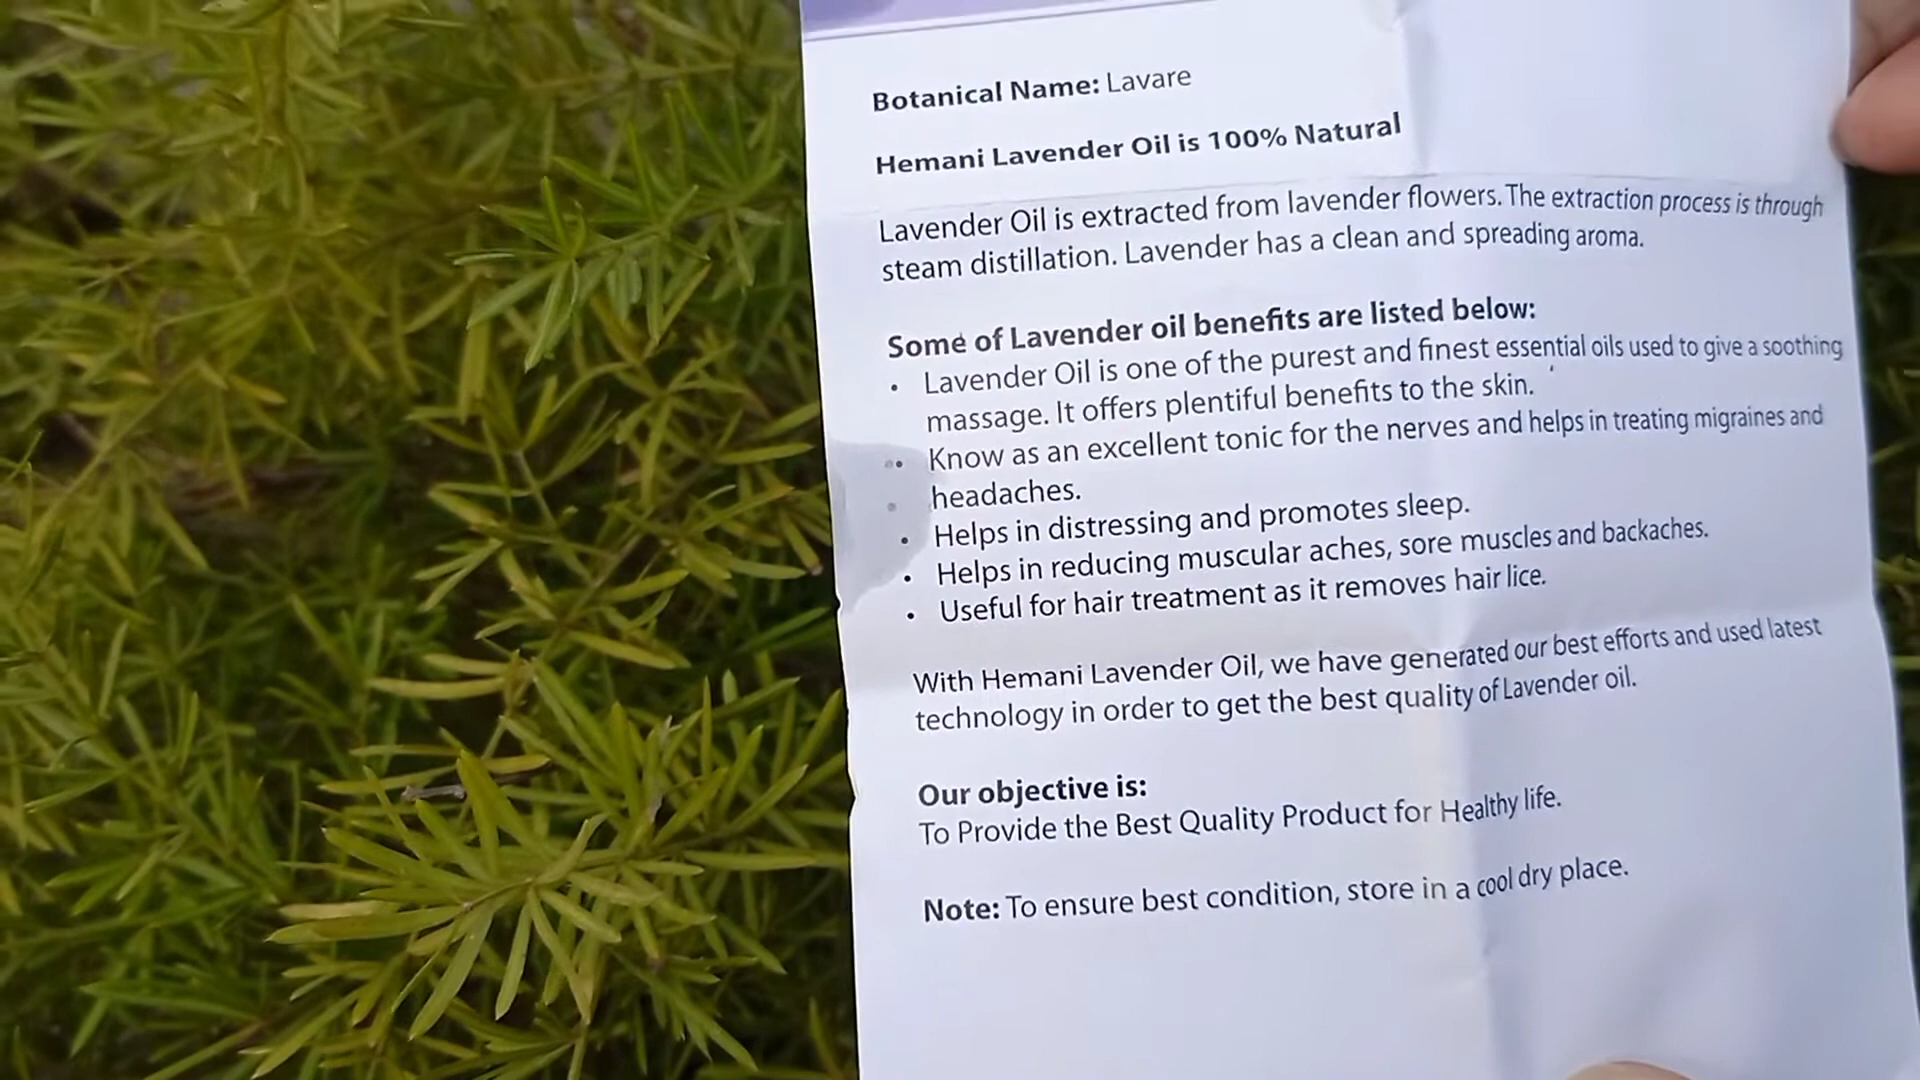 Botanical Name: Lavare
Hemani Lavender Oil is 100% Natural
Lavender Oil is extracted from lavender flowers. The extraction process is through
steam distillation. Lavender has a clean and spreading aroma.
Some of Lavender oil benefits are listed below:
• Lavender Oil is one of the purest and finest essential oils used to give a soothing
massage. It offers plentiful benefits to the skin.
• Know as an excellent tonic for the nerves and helps in treating migraines and
headaches.
• Helps in distressing and promotes sleep.
• Helps in reducing muscular aches, sore muscles and backaches.
• Useful for hair treatment as it removes hair lice.
With Hemani Lavender Oil, we have generated our best efforts and used latest
technology in order to get the best quality of Lavender oil.
Our objective is:
To Provide the Best Quality Product for Healthy life.
Note: To ensure best condition, store in a cool dry place.